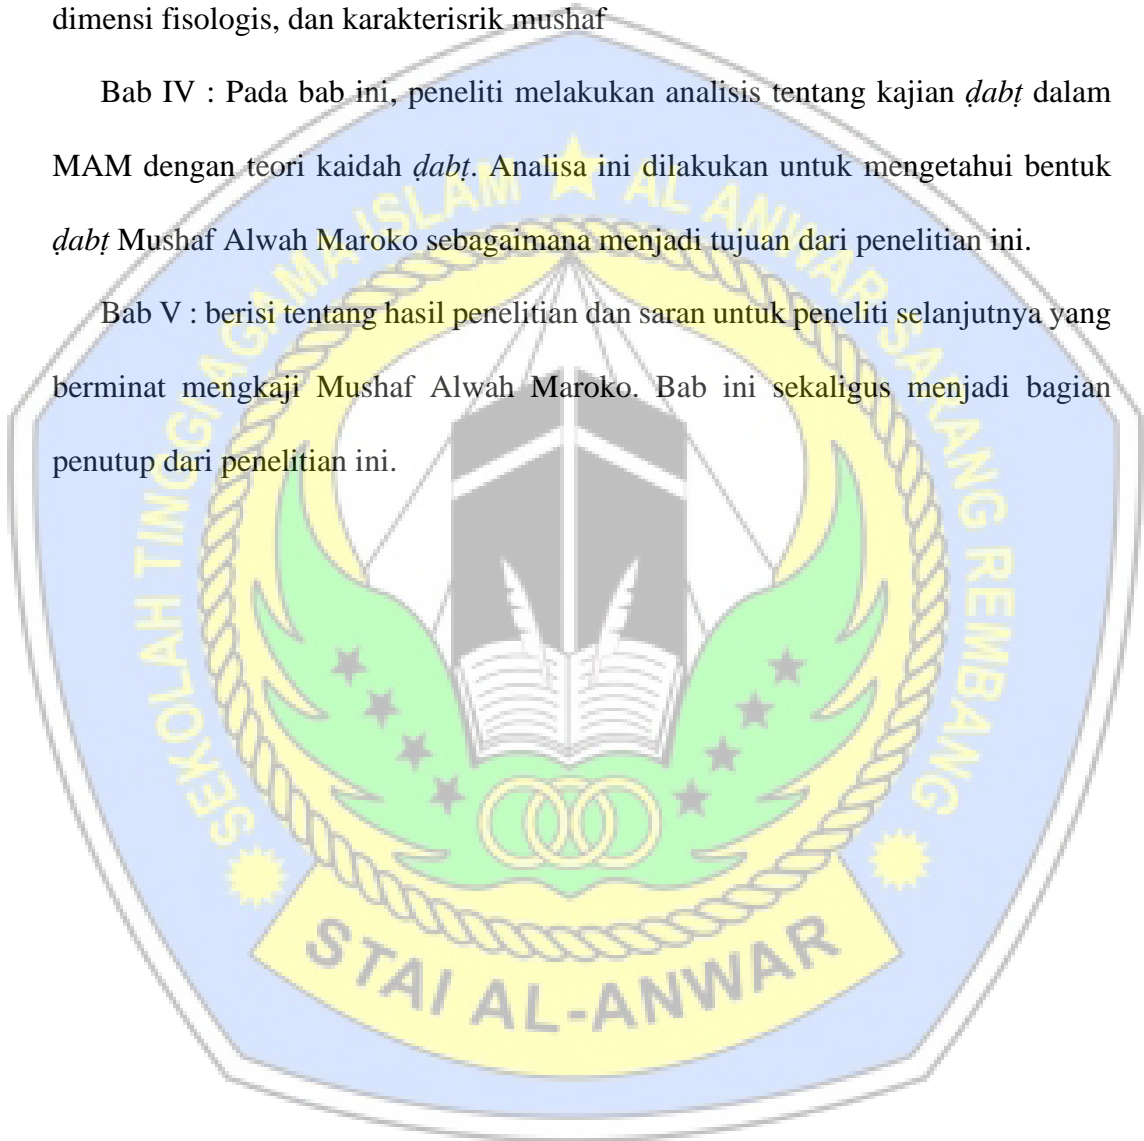 dimensi fisologis, dan karakterisrik mushaf
Bab IV : Pada bab ini, peneliti melakukan analisis tentang kajian ḍabṭ dalam
MAM dengan teori kaidah ḍabṭ. Analisa ini dilakukan untuk mengetahui bentuk
ḍabṭ Mushaf Alwah Maroko sebagaimana menjadi tujuan dari penelitian ini.
Bab V : berisi tentang hasil penelitian dan saran untuk peneliti selanjutnya yang
berminat mengkaji Mushaf Alwah Maroko. Bab ini sekaligus menjadi bagian
penutup dari penelitian ini.
SEKOLAH TINGGI AGAMA ISLAM AL ANWAR SARANG REMBANG
STAI AL-ANWAR